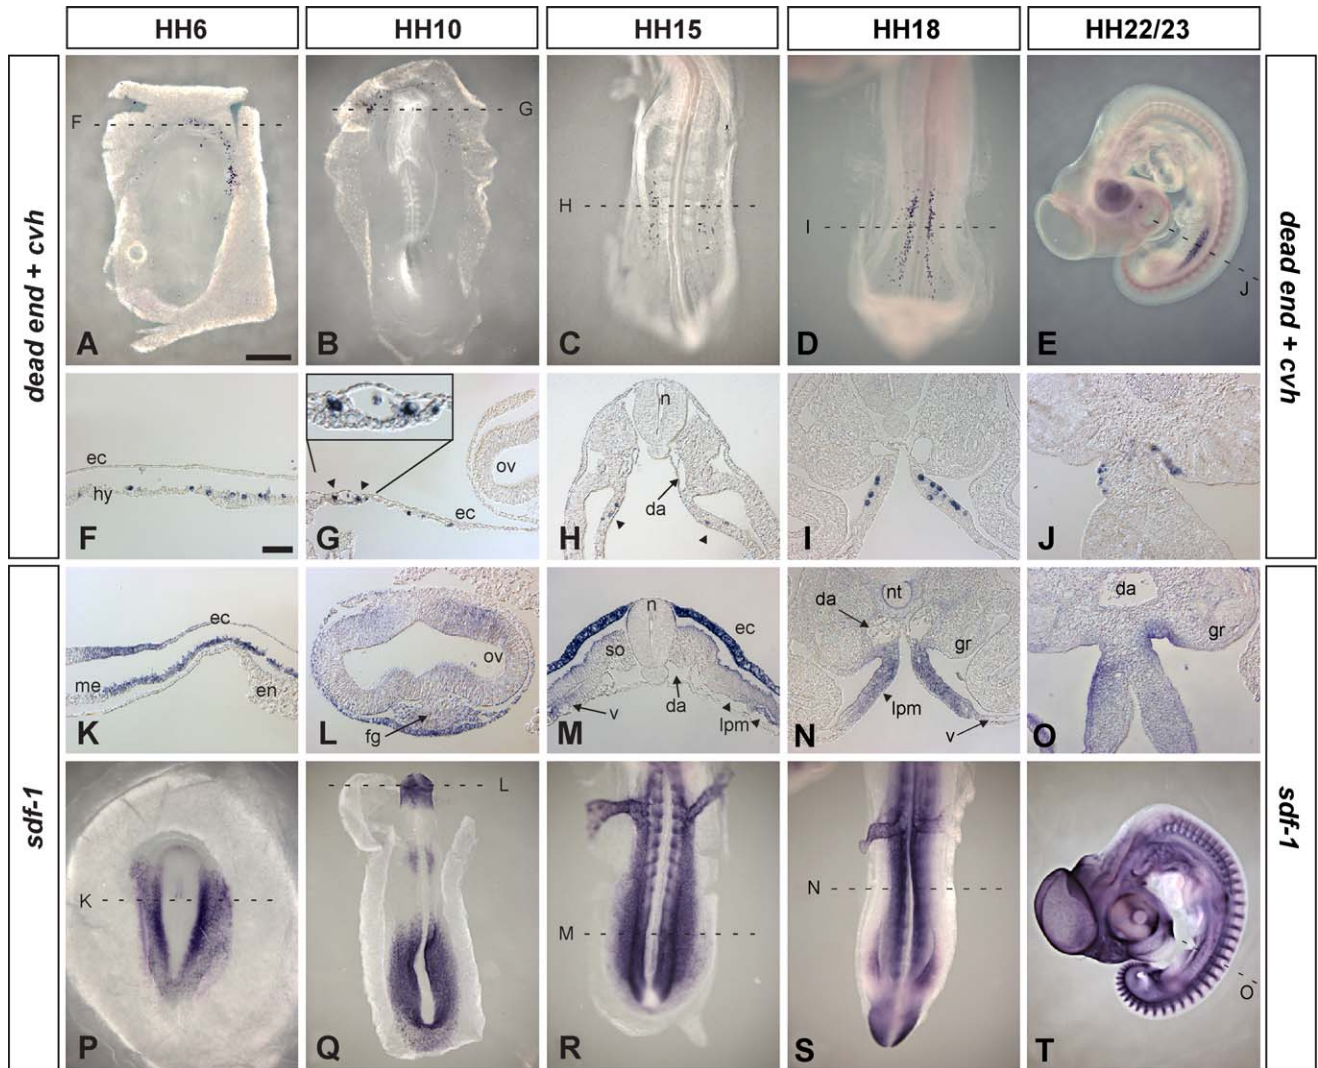 HH6 HH10 HH15 HH18 HH22/23
dead end + cvh
dead end + cvh
F A
G B
H C
I D
J E
ec hy F
G ov ec
n da H
I
J
sdf-1
sdf-1
ec me en K
ov fg L
n ec so v da lpm M
da nt gr lpm v N
da gr O
K P
L Q
M R
N S
O T